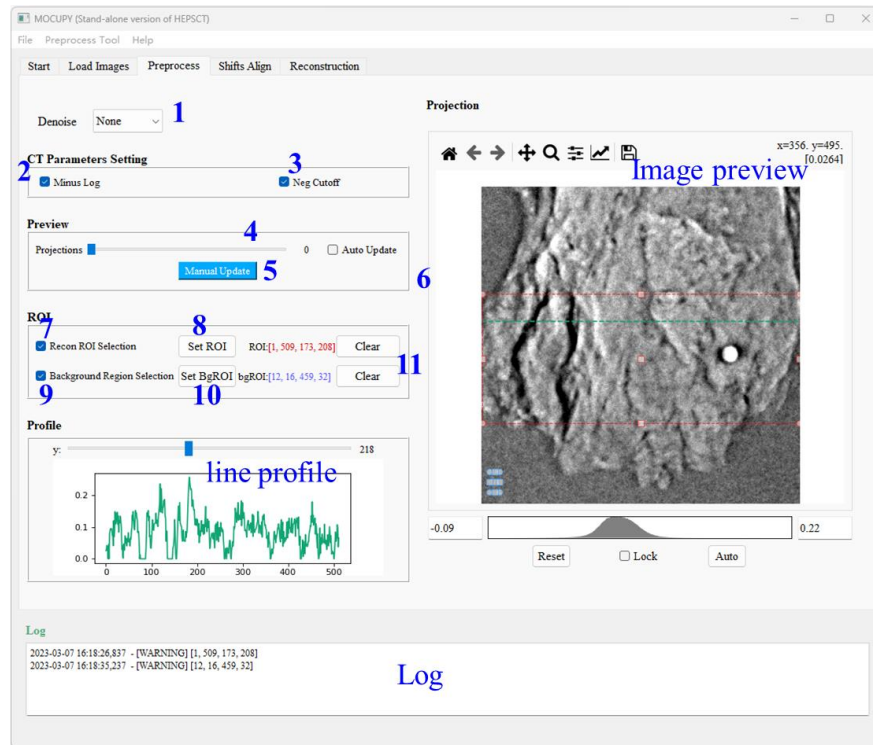 MOCUPY (Stand-alone version of HEPSCT)
File Preprocess Tool Help
Start Load Images Preprocess Shifts Align Reconstruction
Denoise None 1
CT Parameters Setting
2 Minus Log 3 Neg Cutoff
Preview
4
Projections 0 Auto Update
Manual Update 5
6
ROI
7 8
Recon ROI Selection Set ROI ROI:[1, 509, 173, 208] Clear
11
Background Region Selection Set BgROI bgROI:[12, 16, 459, 32] Clear
9 10
Profile
y: 218
line profile
0.2
0.1
0.0
0 100 200 300 400 500
Projection
x=356. y=495.
[0.0264]
Image preview
-0.09 0.22
Reset Lock Auto
Log
2023-03-07 16:18:26,837 - [WARNING] [1, 509, 173, 208]
2023-03-07 16:18:35,237 - [WARNING] [12, 16, 459, 32]
Log